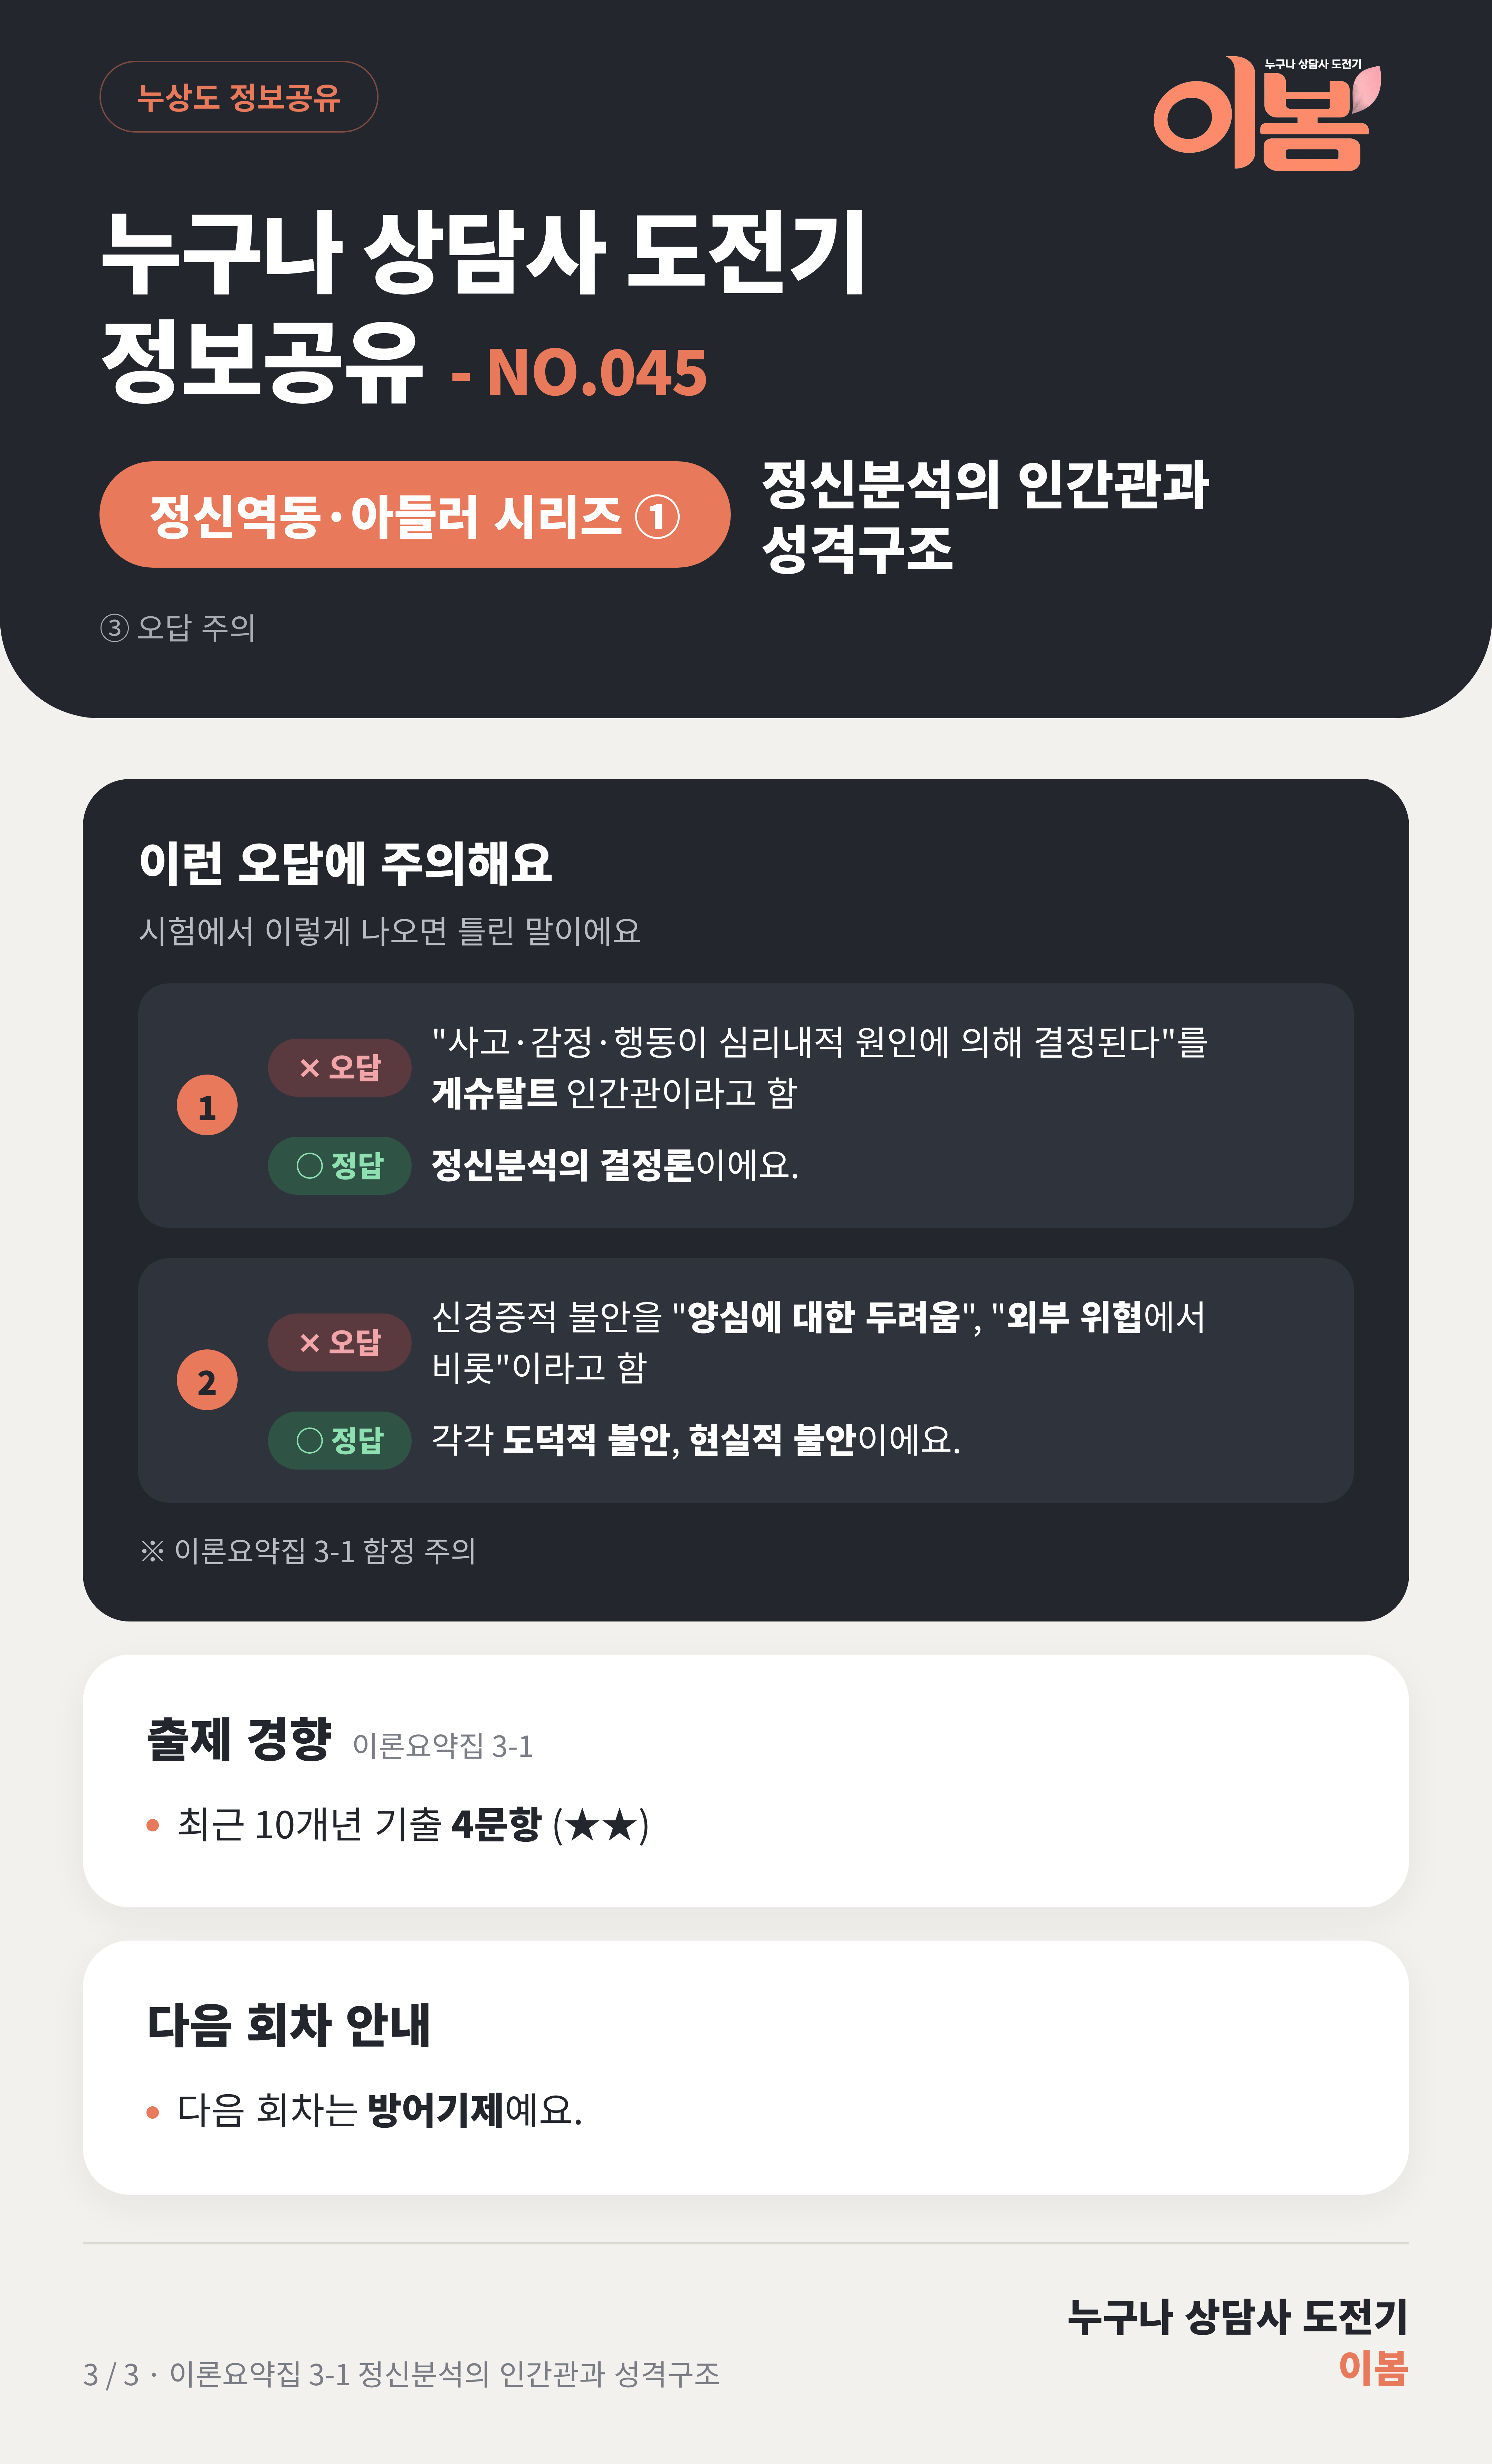 누상도 정보공유
누구나 상담사 도전기
이봄
누구나 상담사 도전기
정보공유 - NO.045
정신역동·아들러 시리즈 ①
정신분석의 인간관과
성격구조
③ 오답 주의
이런 오답에 주의해요
시험에서 이렇게 나오면 틀린 말이에요
1
✕ 오답
"사고·감정·행동이 심리내적 원인에 의해 결정된다"를
게슈탈트 인간관이라고 함
○ 정답
정신분석의 결정론이에요.
2
✕ 오답
신경증적 불안을 "양심에 대한 두려움", "외부 위협에서
비롯"이라고 함
○ 정답
각각 도덕적 불안, 현실적 불안이에요.
※ 이론요약집 3-1 함정 주의
출제 경향 이론요약집 3-1
• 최근 10개년 기출 4문항 (★★)
다음 회차 안내
• 다음 회차는 방어기제예요.
누구나 상담사 도전기
3 / 3 · 이론요약집 3-1 정신분석의 인간관과 성격구조
이봄